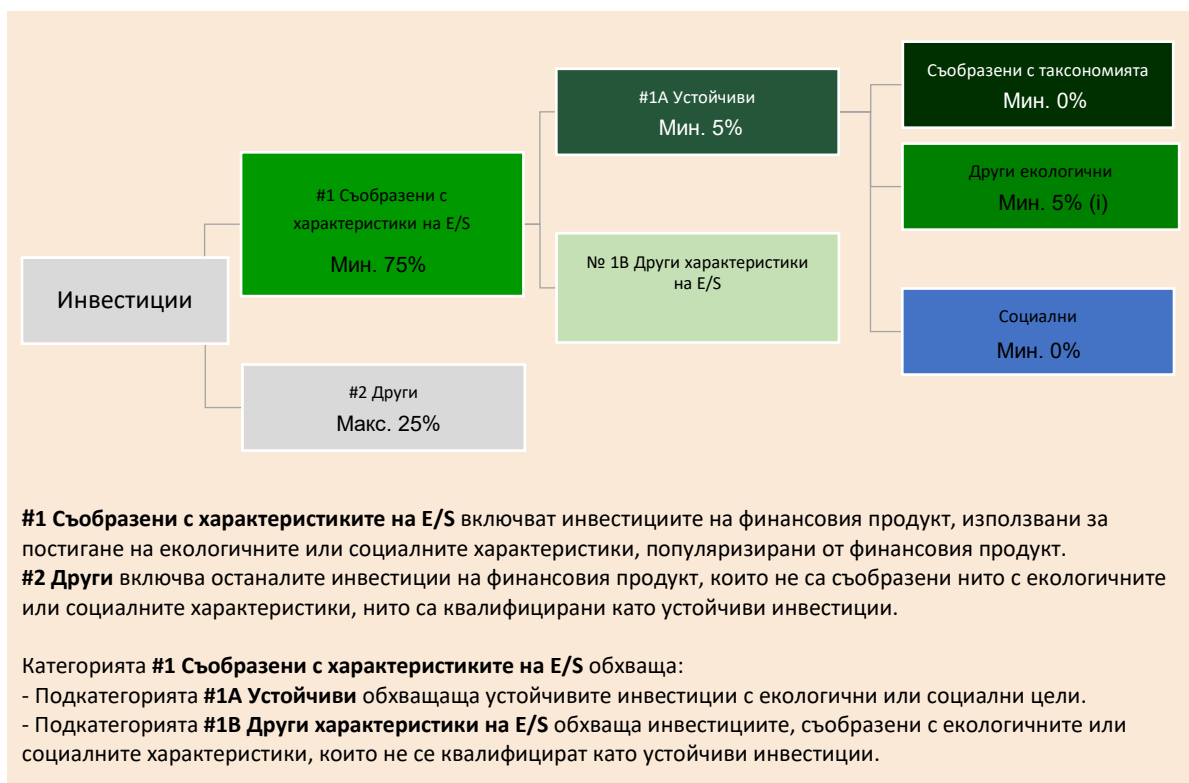 Инвестиции
#1 Съобразени с
характеристики на E/S
Мин. 75%
#2 Други
Макс. 25%
#1A Устойчиви
Мин. 5%
№ 1B Други характеристики
на E/S
Съобразени с таксономията
Мин. 0%
Други екологични
Мин. 5% (i)
Социални
Мин. 0%
#1 Съобразени с характеристиките на E/S включват инвестициите на финансовия продукт, използвани за
постигане на екологичните или социалните характеристики, популяризирани от финансовия продукт.
#2 Други включва останалите инвестиции на финансовия продукт, които не са съобразени нито с екологичните
или социалните характеристики, нито са квалифицирани като устойчиви инвестиции.
Категорията #1 Съобразени с характеристиките на E/S обхваща:
- Подкатегорията #1A Устойчиви обхващаща устойчивите инвестиции с екологични или социални цели.
- Подкатегорията #1B Други характеристики на E/S обхваща инвестициите, съобразени с екологичните или
социалните характеристики, които не се квалифицират като устойчиви инвестиции.